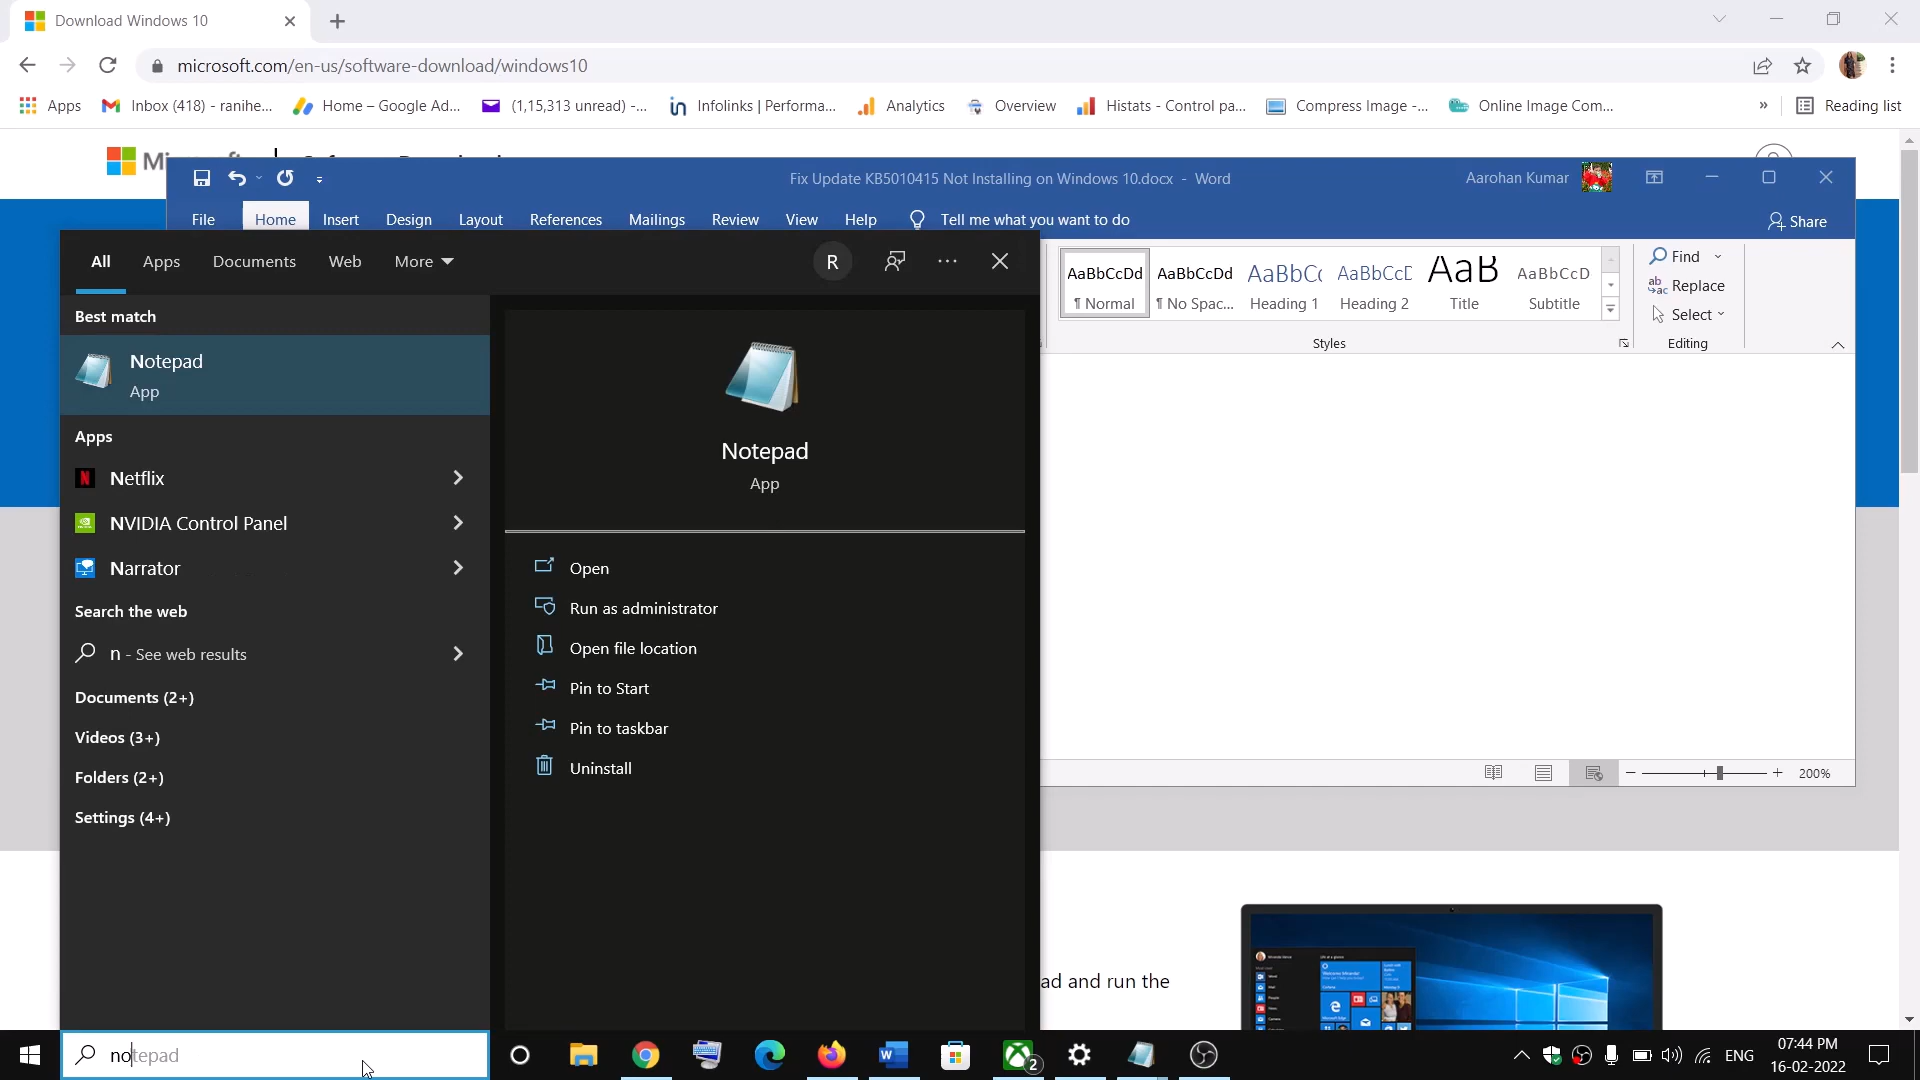 Download Windows 10
microsoft.com/en-us/software-download/windows10
Apps
Inbox (418) - ranihe...
Home – Google Ad...
(1,15,313 unread) -...
Infolinks | Performa...
Analytics
Overview
Histats - Control pa...
Compress Image -...
Online Image Com...
»
Reading list
Fix Update KB5010415 Not Installing on Windows 10.docx - Word
Aarohan Kumar
File
Home
Insert
Design
Layout
References
Mailings
Review
View
Help
Tell me what you want to do
Share
All
Apps
Documents
Web
More
R
AaBbCcDd
¶ Normal
AaBbCcDd
¶ No Spac...
AaBbCc
Heading 1
AaBbCcD
Heading 2
AaB
Title
AaBbCcD
Subtitle
Styles
Find
Replace
Select
Editing
Best match
Notepad
App
Apps
Netflix
NVIDIA Control Panel
Narrator
Search the web
n - See web results
Documents (2+)
Videos (3+)
Folders (2+)
Settings (4+)
Notepad
App
Open
Run as administrator
Open file location
Pin to Start
Pin to taskbar
Uninstall
200%
ad and run the
notepad
2
ENG
07:44 PM
16-02-2022